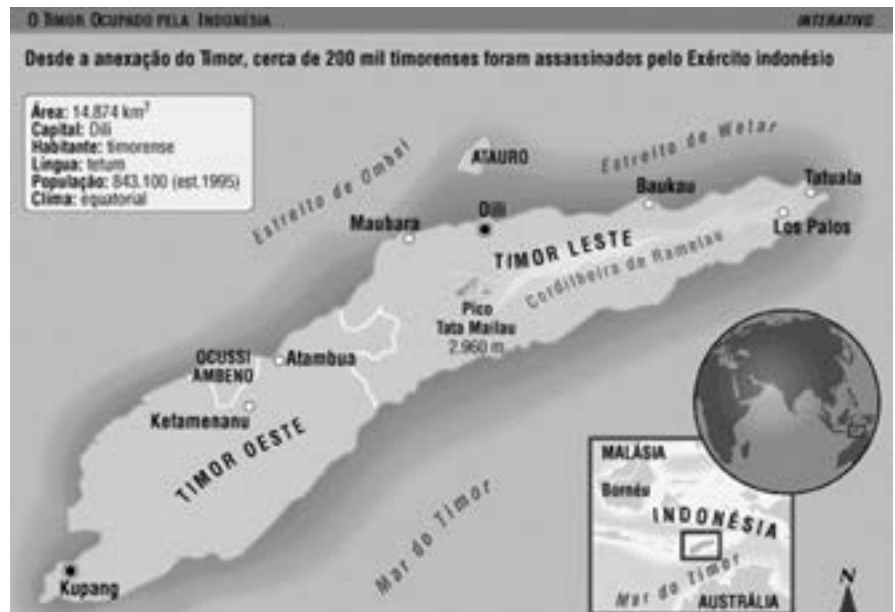 O TIMOR OCUPADO PELA INDONÉSIA
INTERATIVO
Desde a anexação do Timor, cerca de 200 mil timorenses foram assassinados pelo Exército indonésio
Área: 14.874 km²
Capital: Dili
Habitante: timorense
Língua: tetum
População: 843.100 (est.1995)
Clima: equatorial
Estreito de Ombai
ATAURO
Estreito de Wetar
Maubara
Dili
Baukau
Tatuala
Los Palos
TIMOR LESTE
Cordilheira de Ramelau
Pico
Tata Mailau
2.960 m
OCUSSI
AMBENO
Atambua
Ketamenanu
TIMOR OESTE
Kupang
Mar do Timor
MALÁSIA
Bornéu
INDONÉSIA
Mar do Timor
AUSTRÁLIA
N